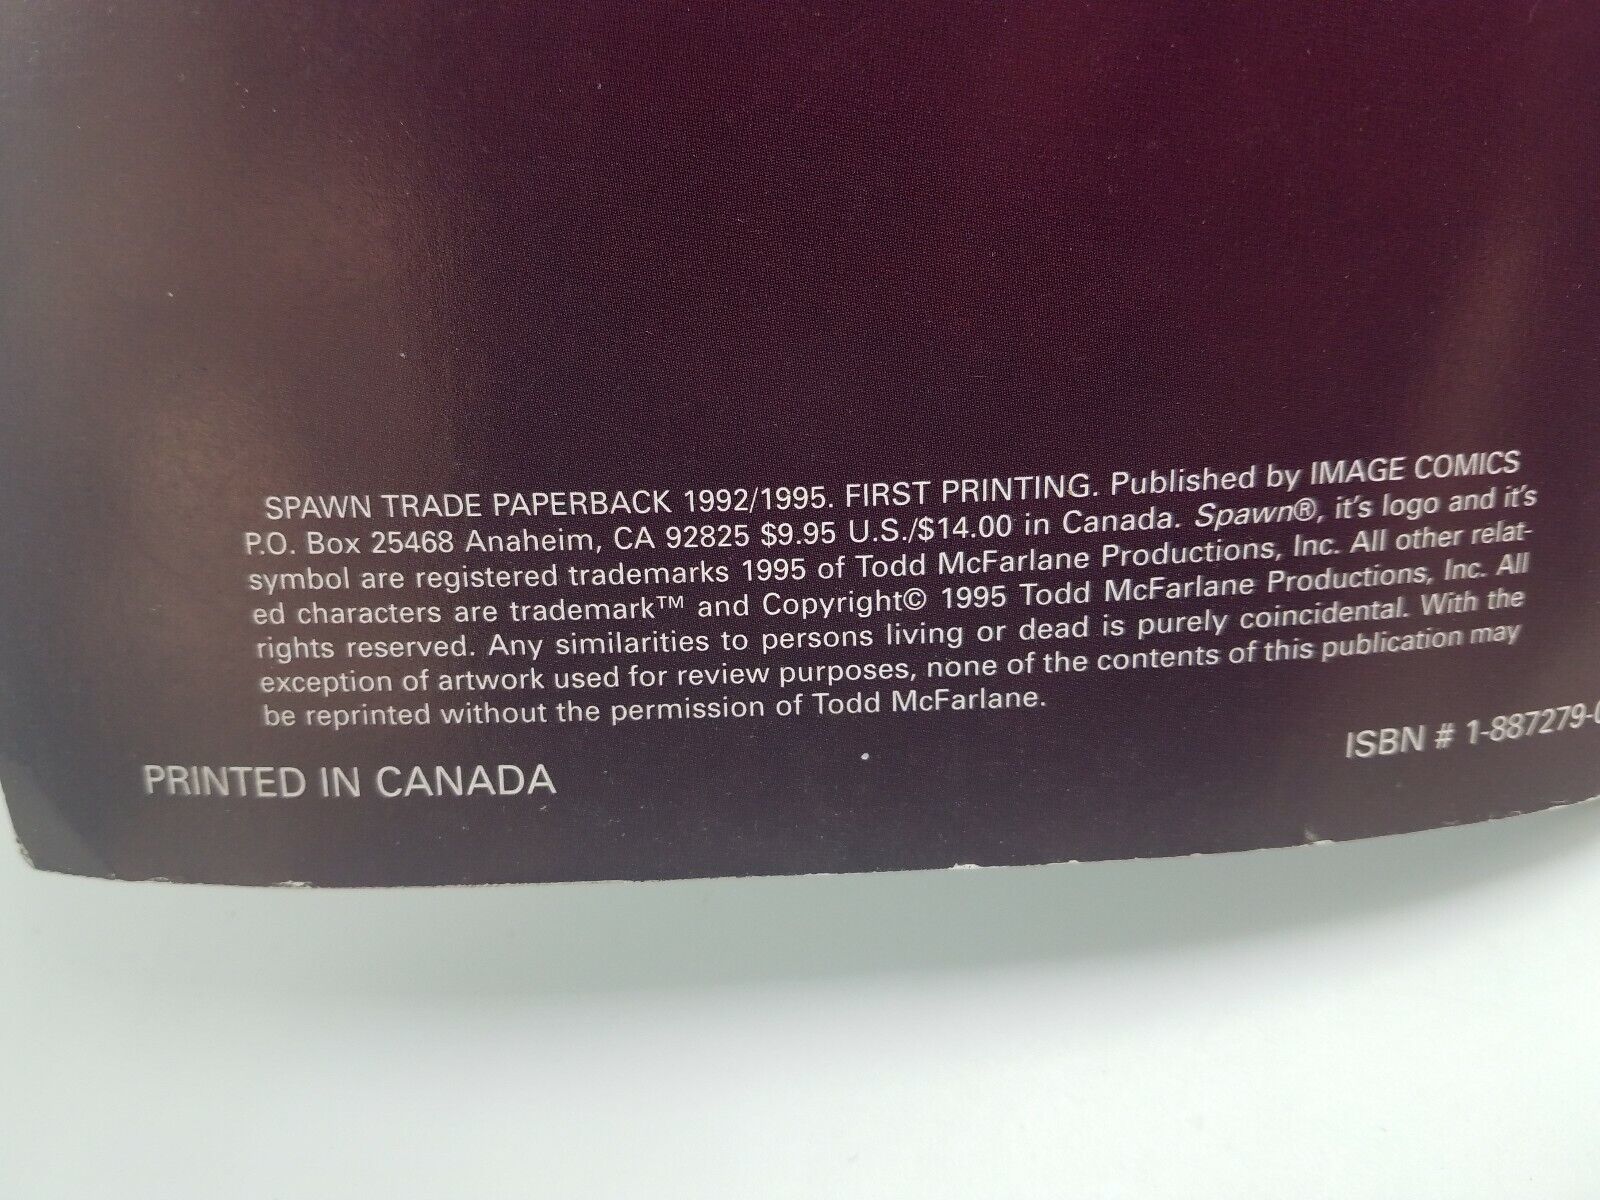 SPAWN TRADE PAPERBACK 1992/1995. FIRST PRINTING. Published by IMAGE COMICS
P.O. Box 25468 Anaheim, CA 92825 $9.95 U.S./$14.00 in Canada. Spawn®, it's logo and it's
symbol are registered trademarks 1995 of Todd McFarlane Productions, Inc. All other relat-
ed characters are trademark™ and Copyright© 1995 Todd McFarlane Productions, Inc. All
rights reserved. Any similarities to persons living or dead is purely coincidental. With the
exception of artwork used for review purposes, none of the contents of this publication may
be reprinted without the permission of Todd McFarlane.
ISBN # 1-887279-
PRINTED IN CANADA